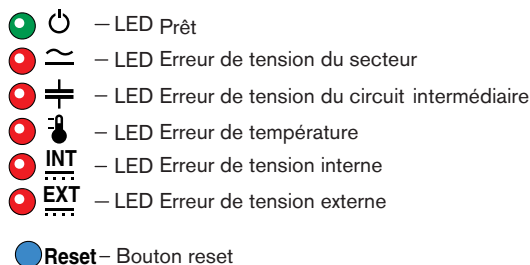 – LED Prêt
– LED Erreur de tension du secteur
– LED Erreur de tension du circuit intermédiaire
– LED Erreur de température
INT – LED Erreur de tension interne
EXT – LED Erreur de tension externe
Reset – Bouton reset